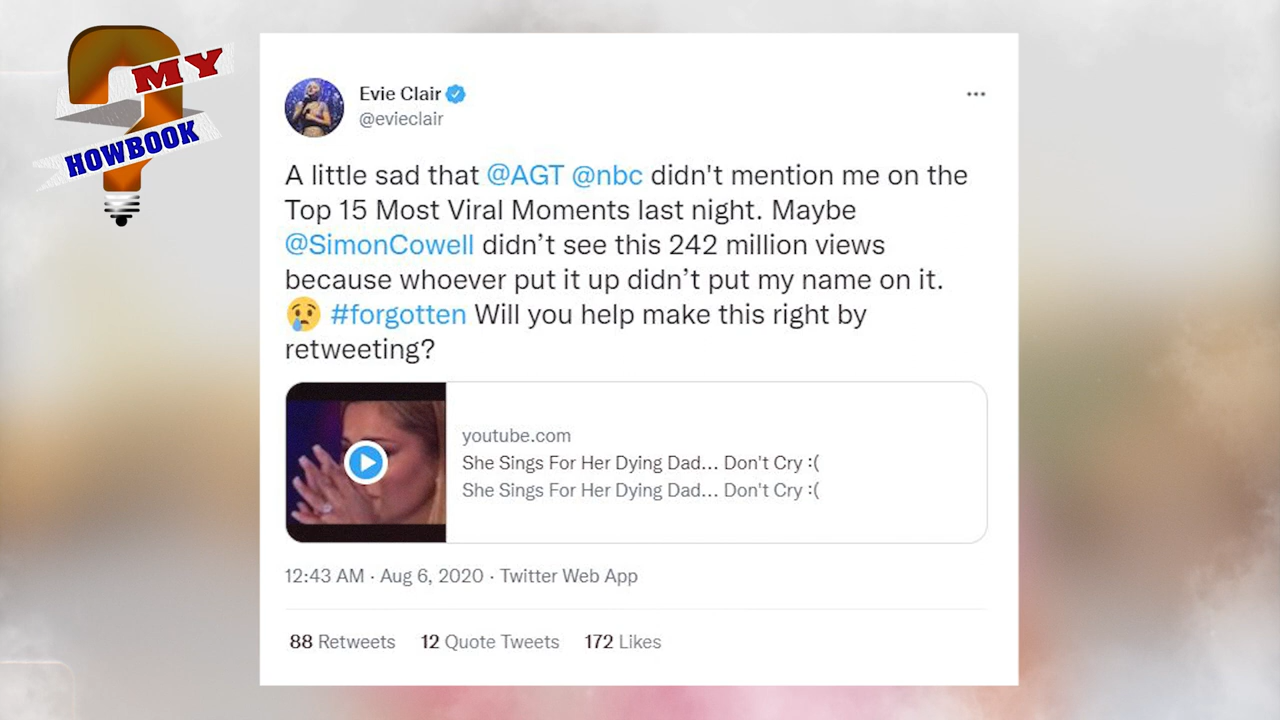 MY
HOWBOOK
Evie Clair
@evieclair
A little sad that @AGT @nbc didn't mention me on the
Top 15 Most Viral Moments last night. Maybe
@SimonCowell didn’t see this 242 million views
because whoever put it up didn’t put my name on it.
😢 #forgotten Will you help make this right by
retweeting?
youtube.com
She Sings For Her Dying Dad... Don't Cry :(
She Sings For Her Dying Dad... Don't Cry :(
12:43 AM · Aug 6, 2020 · Twitter Web App
88 Retweets 12 Quote Tweets 172 Likes